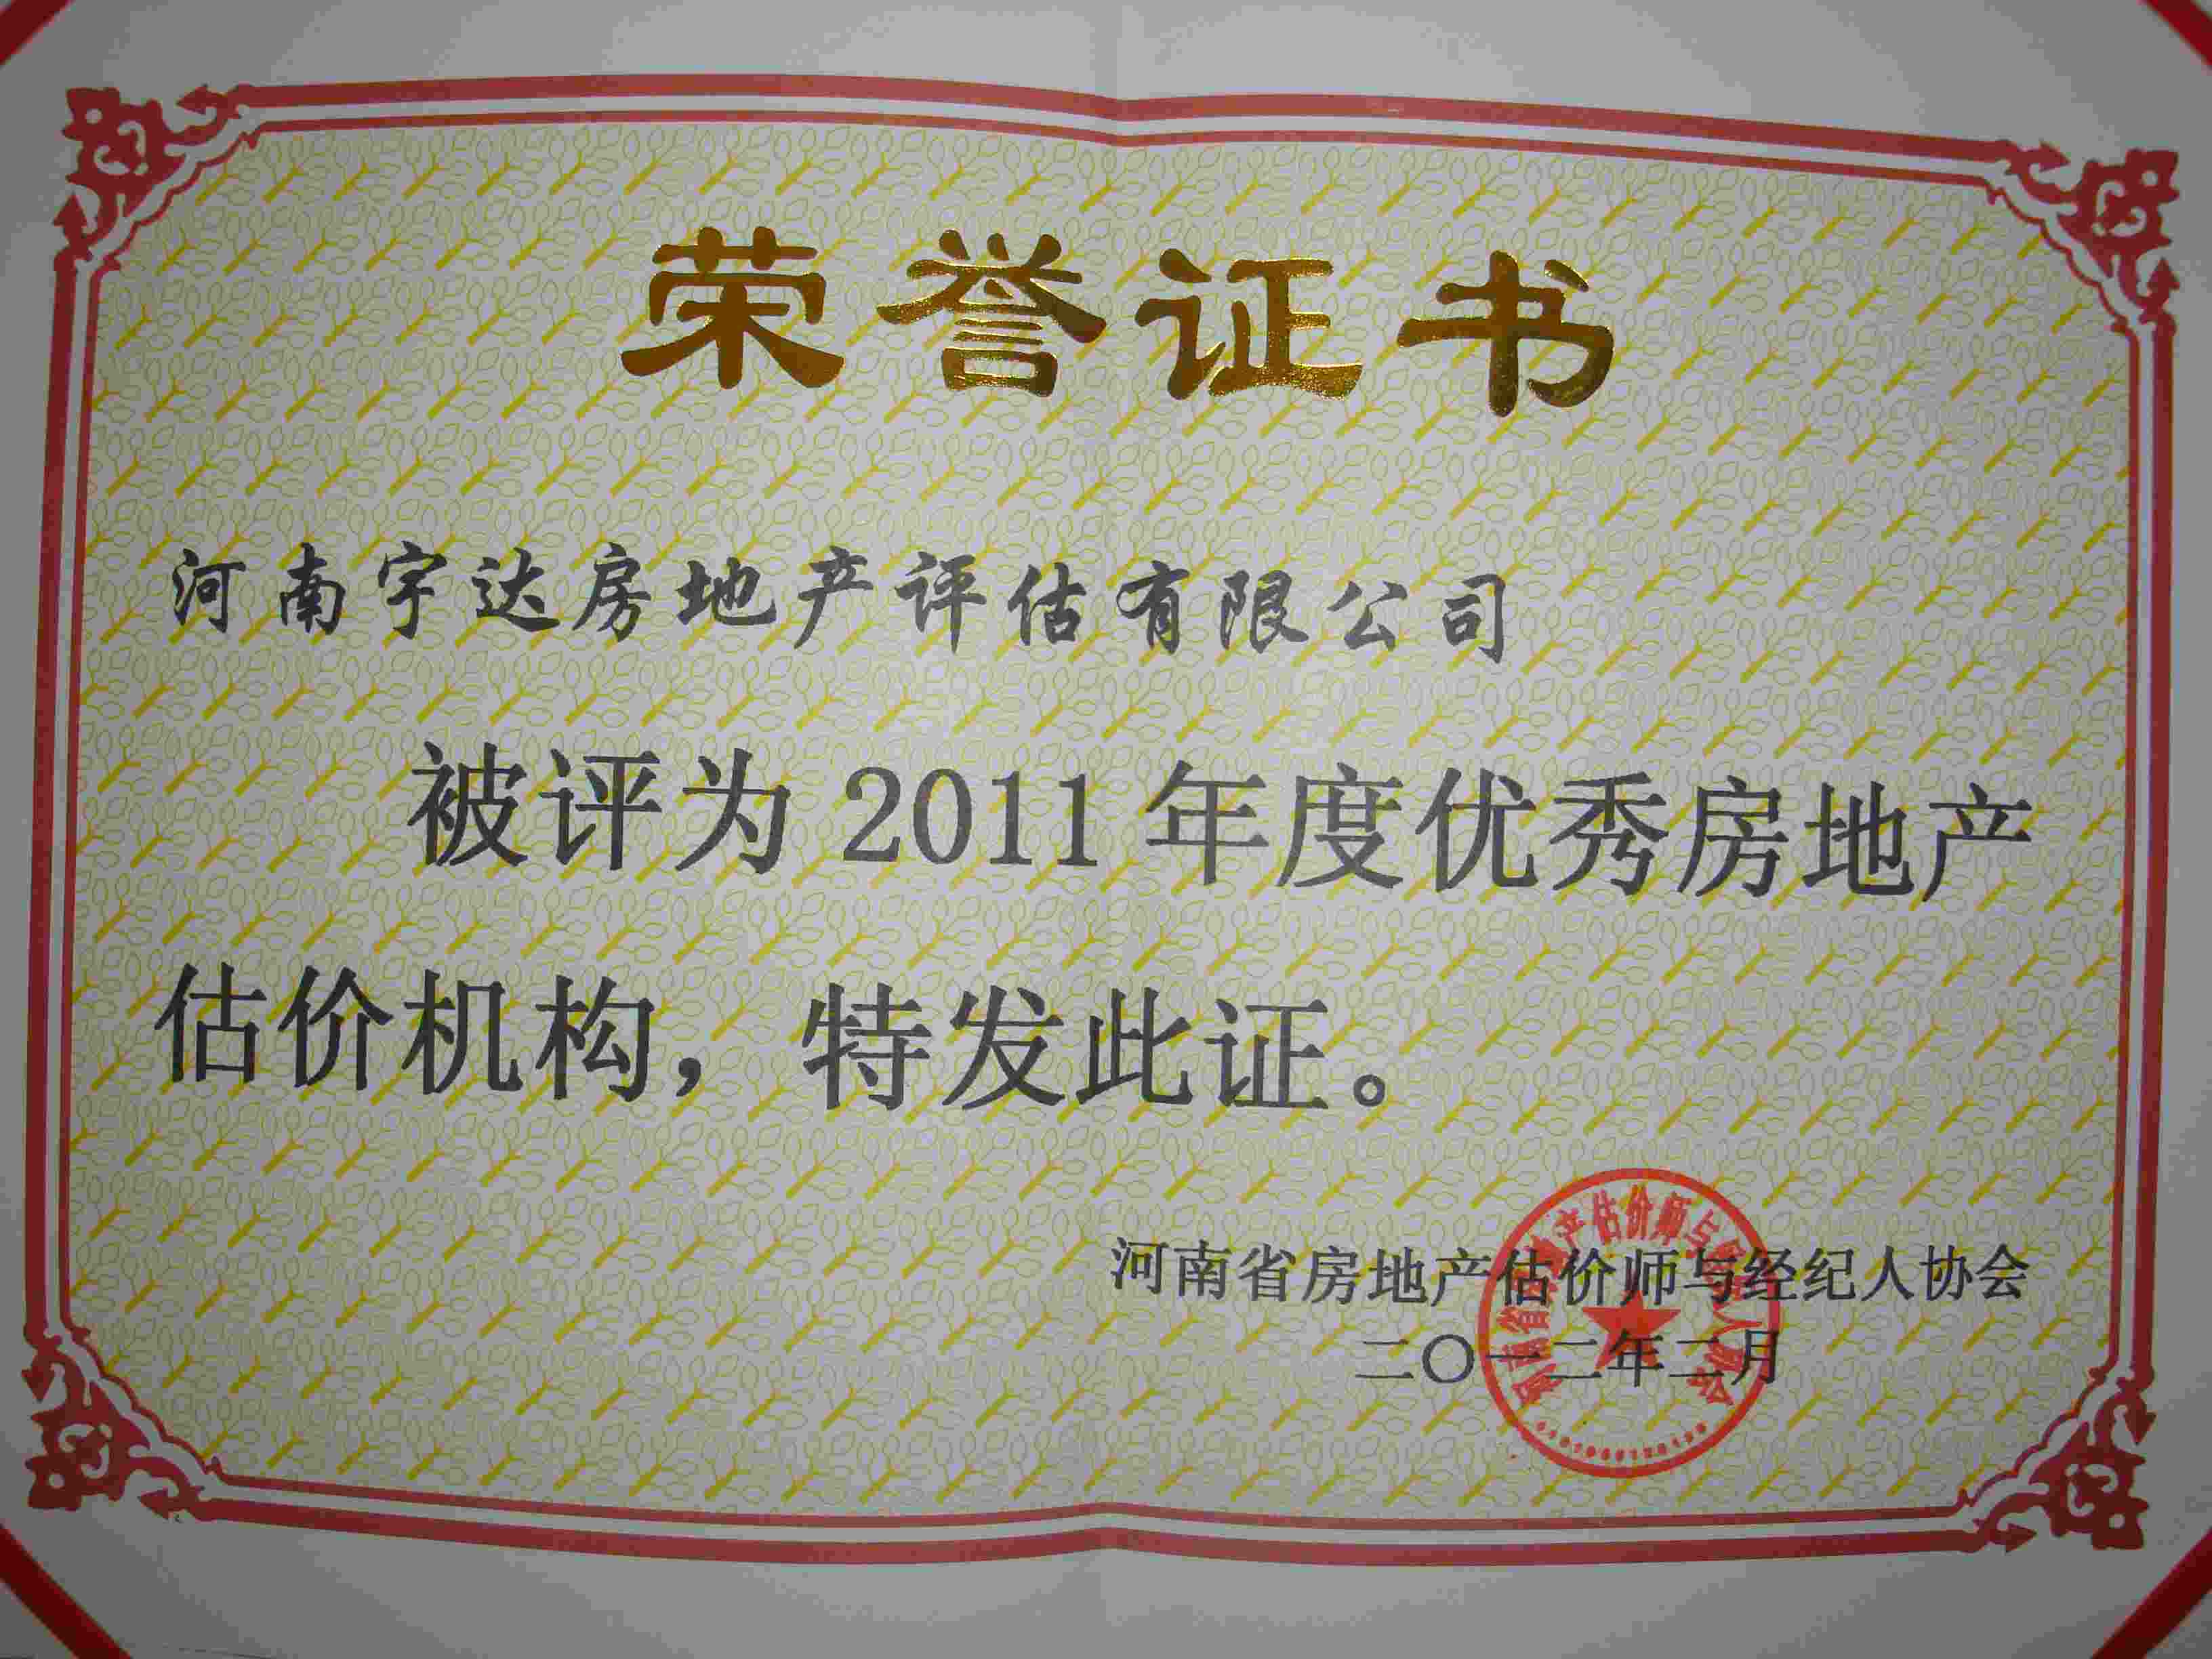 荣誉证书
河南宇达房地产评估有限公司
被评为2011年度优秀房地产
估价机构，特发此证。
河南省房地产估价师与经纪人协会
二〇一二年二月